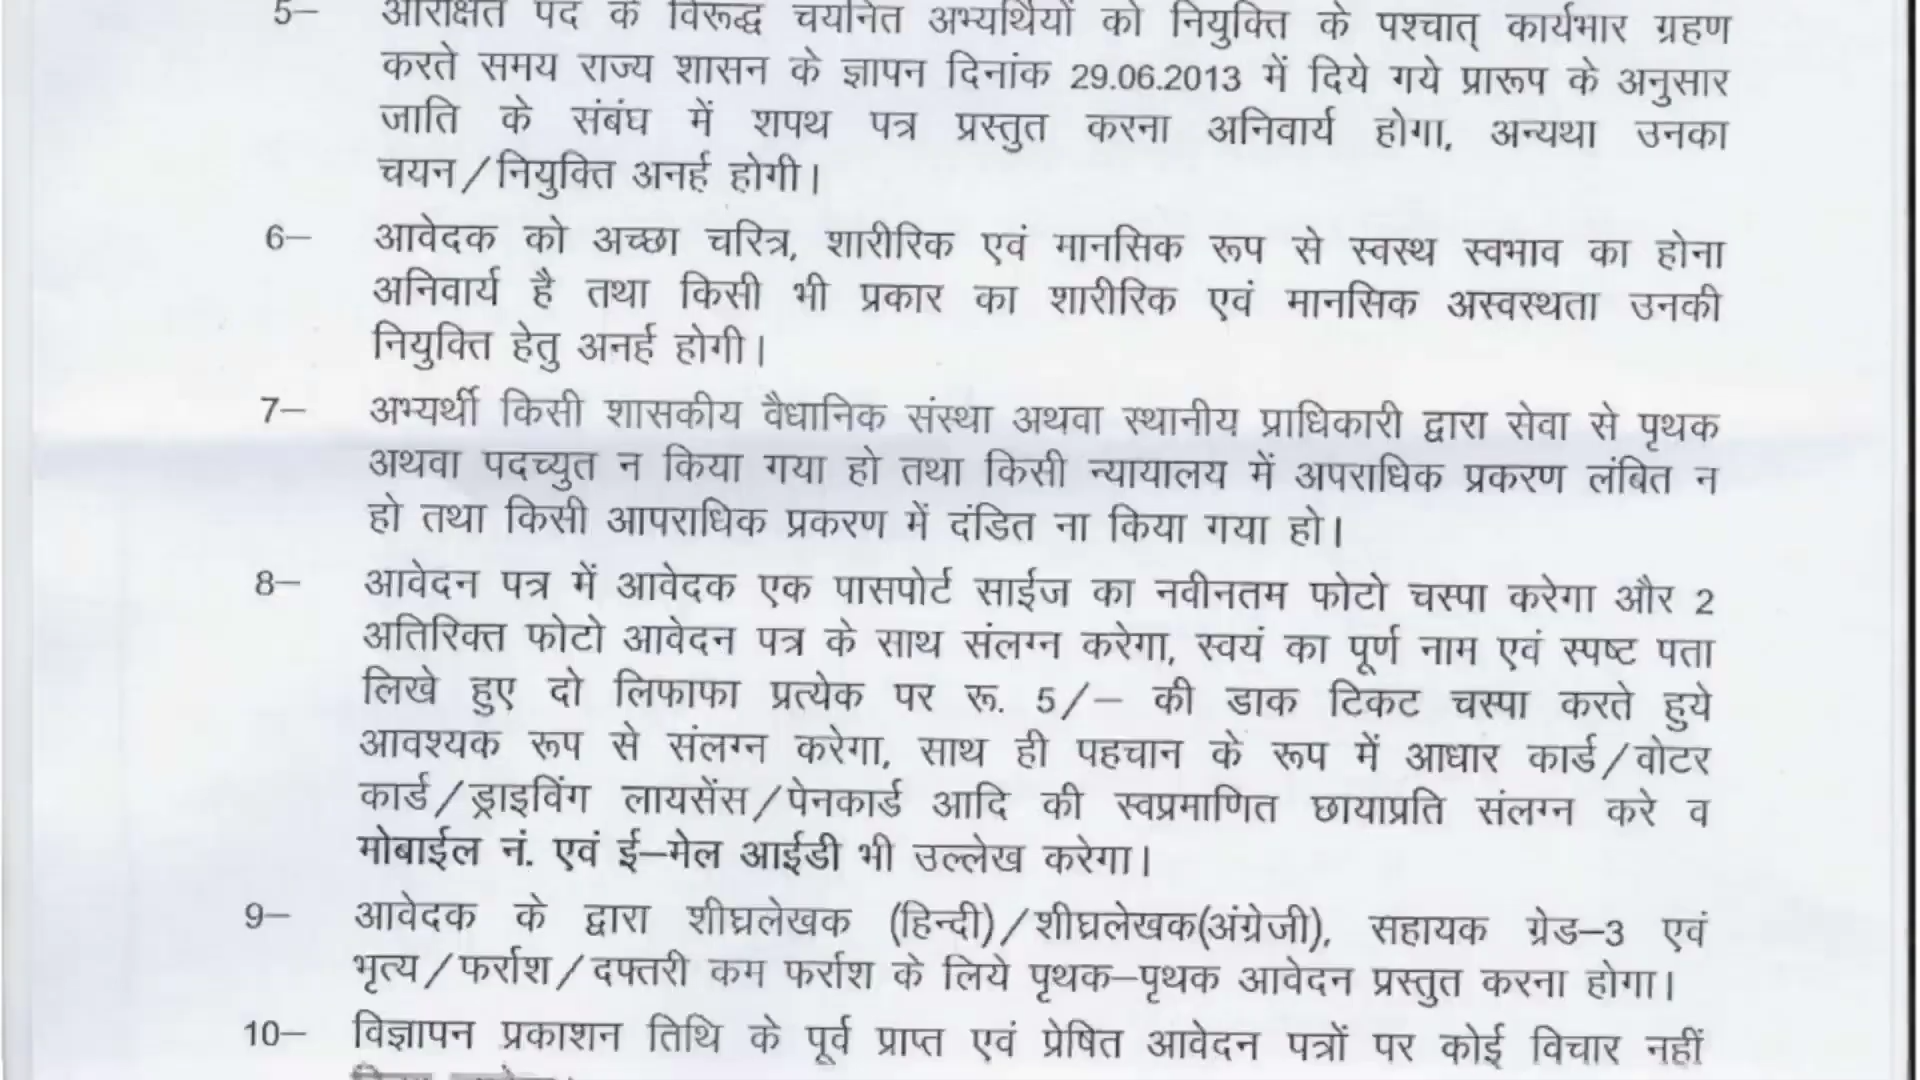 5— आरक्षित पद के विरूद्ध चयनित अभ्यर्थियों को नियुक्ति के पश्चात् कार्यभार ग्रहण
करते समय राज्य शासन के ज्ञापन दिनांक 29.06.2013 में दिये गये प्रारूप के अनुसार
जाति के संबंध में शपथ पत्र प्रस्तुत करना अनिवार्य होगा, अन्यथा उनका
चयन/नियुक्ति अनर्ह होगी।
6— आवेदक को अच्छा चरित्र, शारीरिक एवं मानसिक रूप से स्वस्थ स्वभाव का होना
अनिवार्य है तथा किसी भी प्रकार का शारीरिक एवं मानसिक अस्वस्थता उनकी
नियुक्ति हेतु अनर्ह होगी।
7— अभ्यर्थी किसी शासकीय वैधानिक संस्था अथवा स्थानीय प्राधिकारी द्वारा सेवा से पृथक
अथवा पदच्युत न किया गया हो तथा किसी न्यायालय में अपराधिक प्रकरण लंबित न
हो तथा किसी आपराधिक प्रकरण में दंडित ना किया गया हो।
8— आवेदन पत्र में आवेदक एक पासपोर्ट साईज का नवीनतम फोटो चस्पा करेगा और 2
अतिरिक्त फोटो आवेदन पत्र के साथ संलग्न करेगा, स्वयं का पूर्ण नाम एवं स्पष्ट पता
लिखे हुए दो लिफाफा प्रत्येक पर रू. 5/— की डाक टिकट चस्पा करते हुये
आवश्यक रूप से संलग्न करेगा, साथ ही पहचान के रूप में आधार कार्ड/वोटर
कार्ड/ड्राइविंग लायसेंस/पेनकार्ड आदि की स्वप्रमाणित छायाप्रति संलग्न करे व
मोबाईल नं. एवं ई—मेल आईडी भी उल्लेख करेगा।
9— आवेदक के द्वारा शीघ्रलेखक (हिन्दी)/शीघ्रलेखक(अंग्रेजी), सहायक ग्रेड—3 एवं
भृत्य/फर्राश/दफ्तरी कम फर्राश के लिये पृथक—पृथक आवेदन प्रस्तुत करना होगा।
10— विज्ञापन प्रकाशन तिथि के पूर्व प्राप्त एवं प्रेषित आवेदन पत्रों पर कोई विचार नहीं